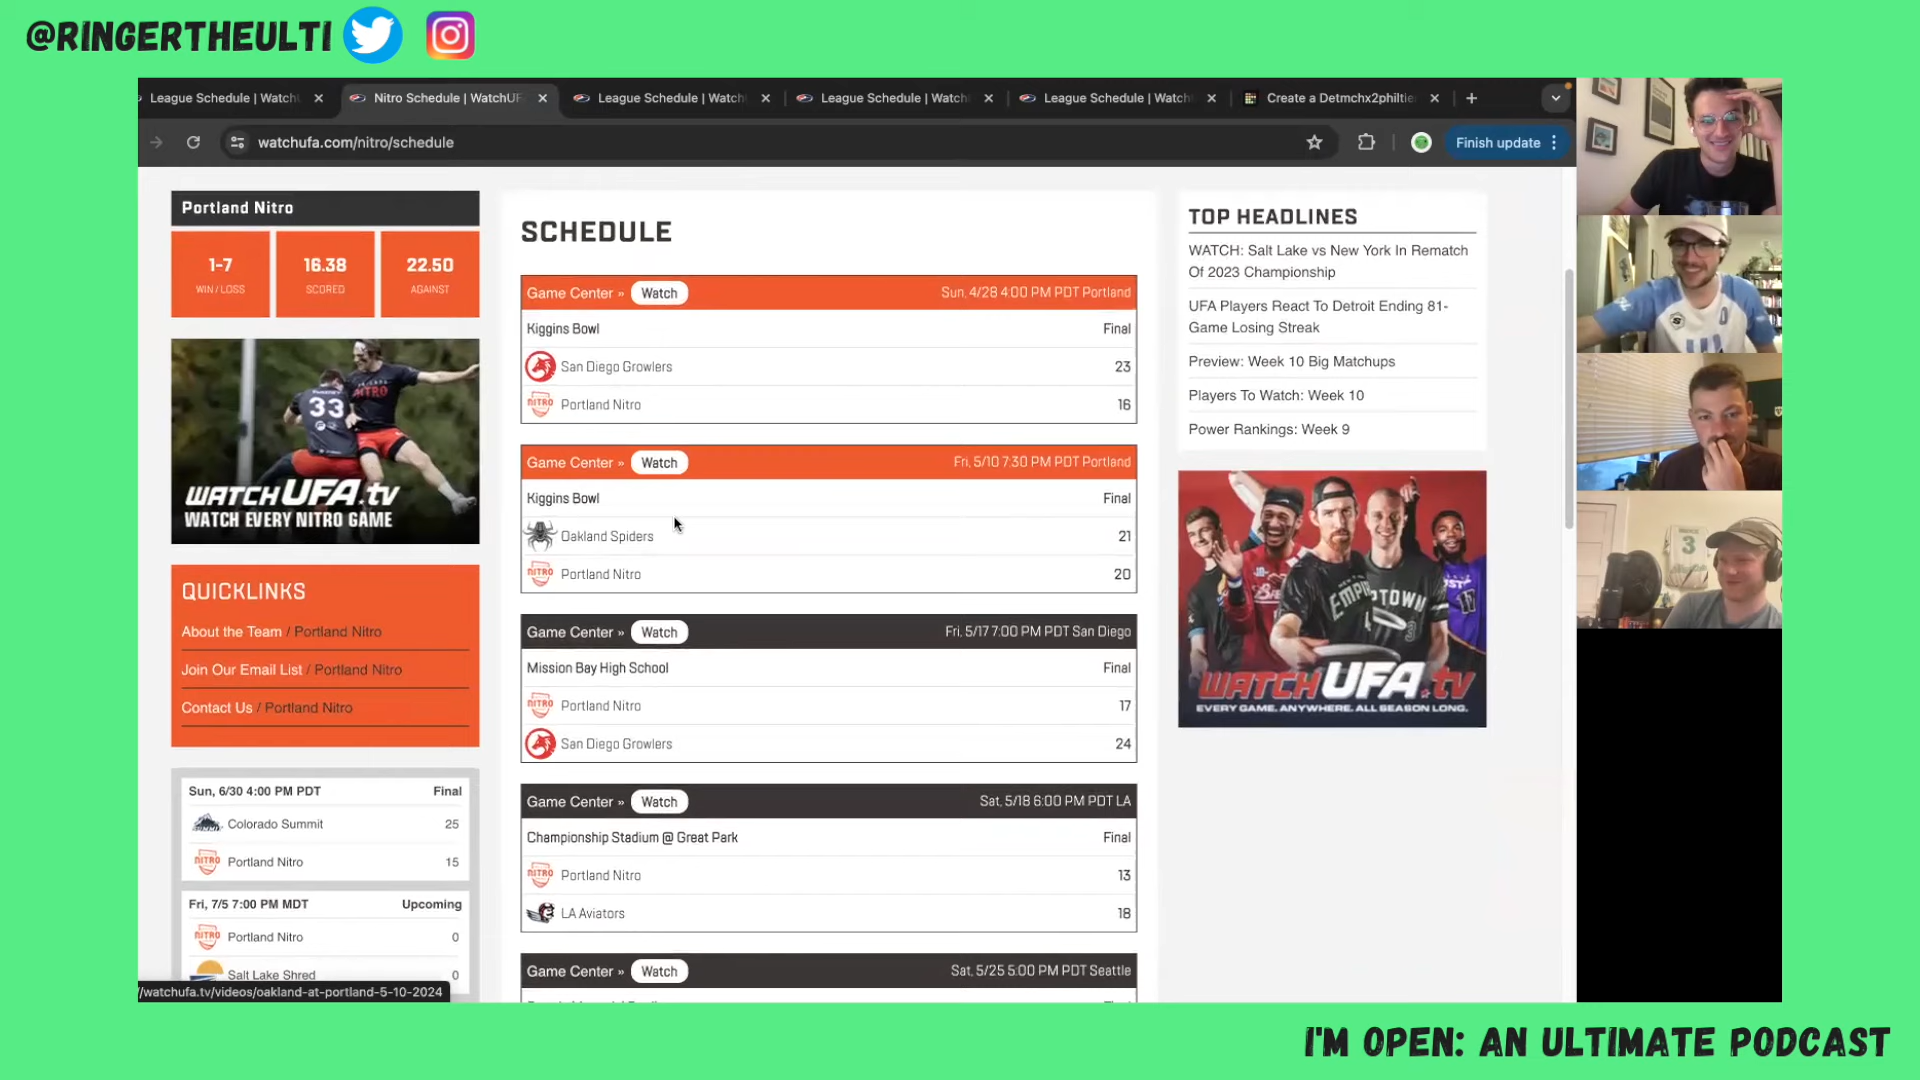 @RINGERTHEULTI
League Schedule | Watch
Nitro Schedule | WatchUF
League Schedule | Watch
League Schedule | Watch
League Schedule | Watch
Create a Detmchx2philtie
watchufa.com/nitro/schedule
Finish update
Portland Nitro
1-7
WIN / LOSS
16.38
SCORED
22.50
AGAINST
33
NITRO
WATCHUFA.tv
WATCH EVERY NITRO GAME
QUICKLINKS
About the Team / Portland Nitro
Join Our Email List / Portland Nitro
Contact Us / Portland Nitro
Sun, 6/30 4:00 PM PDT Final
Colorado Summit 25
NITRO Portland Nitro 15
Fri, 7/5 7:00 PM MDT Upcoming
NITRO Portland Nitro 0
Salt Lake Shred 0
/watchufa.tv/videos/oakland-at-portland-5-10-2024
SCHEDULE
Game Center » Watch Sun, 4/28 4:00 PM PDT Portland
Kiggins Bowl Final
San Diego Growlers 23
NITRO Portland Nitro 16
Game Center » Watch Fri, 5/10 7:30 PM PDT Portland
Kiggins Bowl Final
Oakland Spiders 21
NITRO Portland Nitro 20
Game Center » Watch Fri, 5/17 7:00 PM PDT San Diego
Mission Bay High School Final
NITRO Portland Nitro 17
San Diego Growlers 24
Game Center » Watch Sat, 5/18 6:00 PM PDT LA
Championship Stadium @ Great Park Final
NITRO Portland Nitro 13
LA Aviators 18
Game Center » Watch Sat, 5/25 5:00 PM PDT Seattle
TOP HEADLINES
WATCH: Salt Lake vs New York In Rematch
Of 2023 Championship
UFA Players React To Detroit Ending 81-
Game Losing Streak
Preview: Week 10 Big Matchups
Players To Watch: Week 10
Power Rankings: Week 9
EMPIRE
WATCHUFA.tv
EVERY GAME. ANYWHERE. ALL SEASON LONG.
3
I'M OPEN: AN ULTIMATE PODCAST